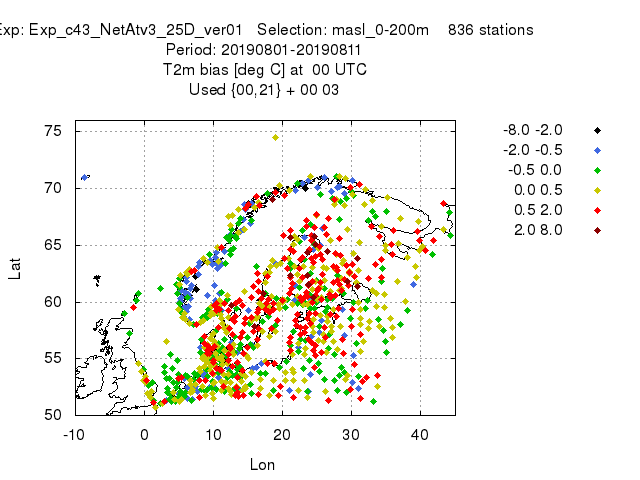 Exp: Exp_c43_NetAtv3_25D_ver01   Selection: masl_0-200m    836 stations
Period: 20190801-20190811
T2m bias [deg C] at  00 UTC
Used {00,21} + 00 03
75
70
65
60
55
50
Lat
-10 0 10 20 30 40
Lon
-8.0 -2.0
-2.0 -0.5
-0.5 0.0
0.0 0.5
0.5 2.0
2.0 8.0